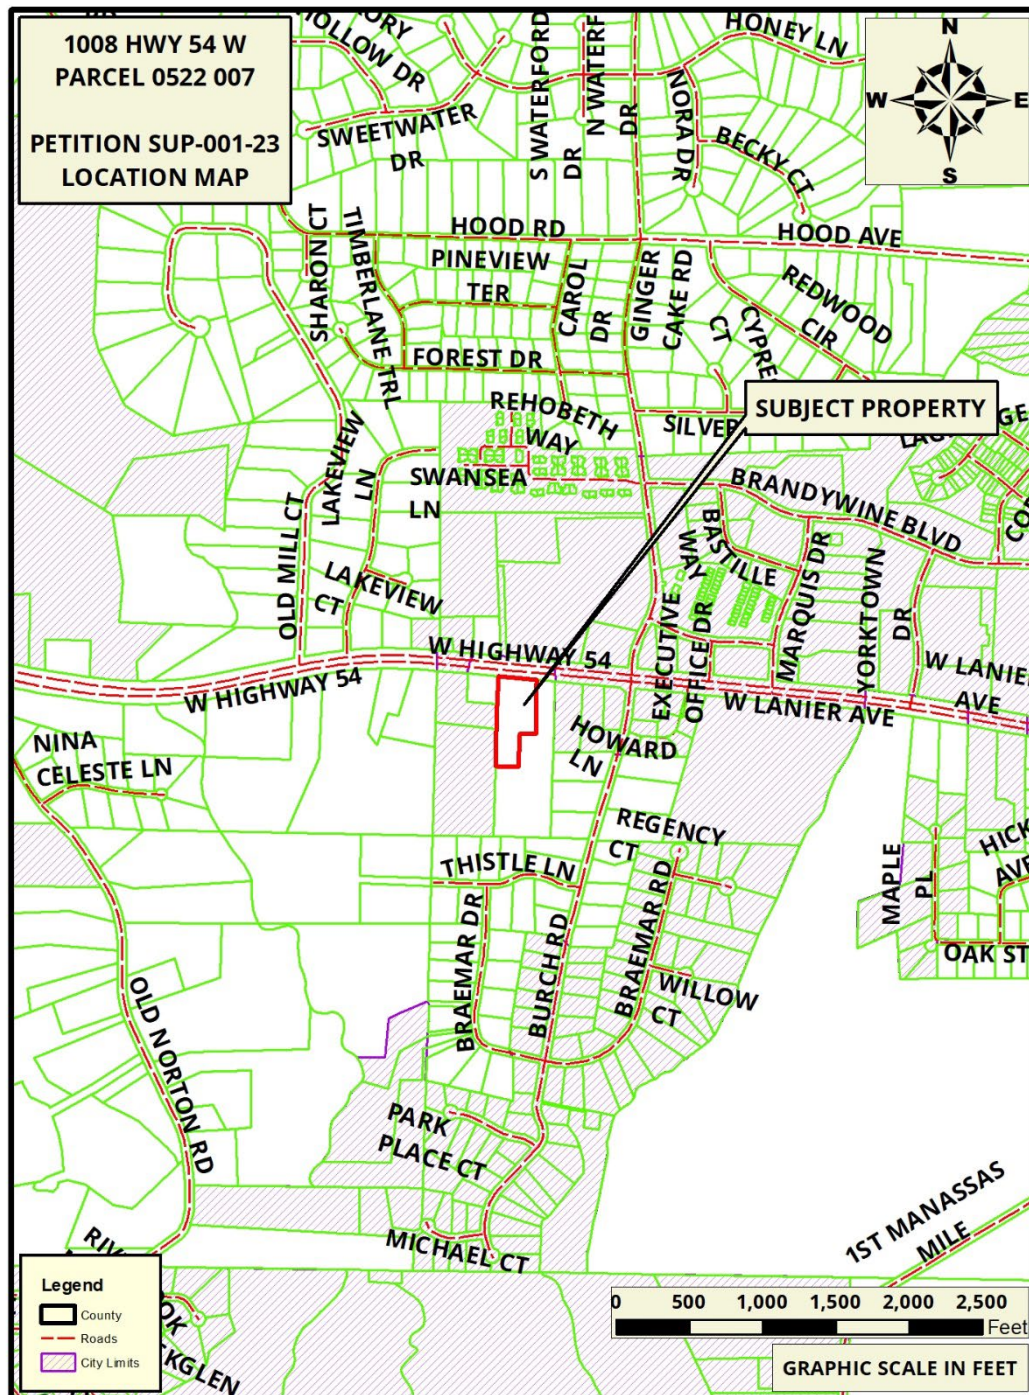 1008 HWY 54 W
PARCEL 0522 007
PETITION SUP-001-23
LOCATION MAP
HOLLOW DR
SWEETWATER
DR
S WATERFORD
DR
N WATERF
DR
HONEY LN
NORA DR
BECKY CT
N
W
E
S
HOOD RD
HOOD AVE
SHARON CT
TIMBERLANE TRL
PINEVIEW
TER
CAROL
DR
GINGER
CAKE RD
REDWOOD
CIR
CYPRES
CT
FOREST DR
SUBJECT PROPERTY
REHOBETH
WAY
SILVER
SWANSEA
LN
LAKEVIEW
LN
OLD MILL CT
LAKEVIEW
CT
BRANDYWINE BLVD
BASTILLE
WAY
MARQUIS DR
YORKTOWN
DR
EXECUTIVE
OFFICE DR
W HIGHWAY 54
W HIGHWAY 54
W LANIER AVE
W LANIER
AVE
NINA
CELESTE LN
HOWARD
LN
REGENCY
CT
THISTLE LN
BRAEMAR DR
BURCH RD
BRAEMAR RD
WILLOW
CT
MAPLE
PL
HICK
AVE
OAK ST
OLD NORTON RD
PARK
PLACE CT
MICHAEL CT
1ST MANASSAS
MILE
Legend
County
Roads
City Limits
0 500 1,000 1,500 2,000 2,500
Feet
GRAPHIC SCALE IN FEET